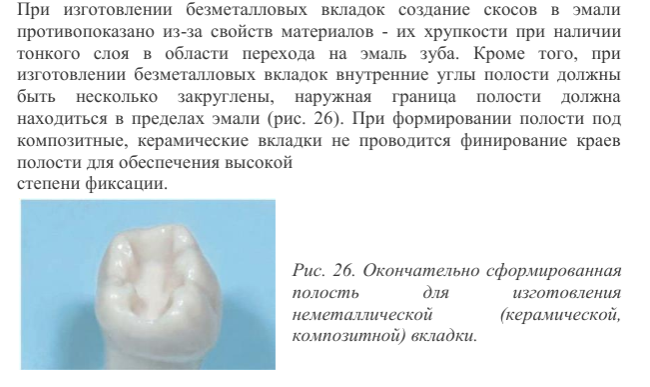 При изготовлении безметалловых вкладок создание скосов в эмали
противопоказано из-за свойств материалов - их хрупкости при наличии
тонкого слоя в области перехода на эмаль зуба. Кроме того, при
изготовлении безметалловых вкладок внутренние углы полости должны
быть несколько закруглены, наружная граница полости должна
находиться в пределах эмали (рис. 26). При формировании полости под
композитные, керамические вкладки не проводится финирование краев
полости для обеспечения высокой
степени фиксации.
Рис. 26. Окончательно сформированная
полость для изготовления
неметаллической (керамической,
композитной) вкладки.